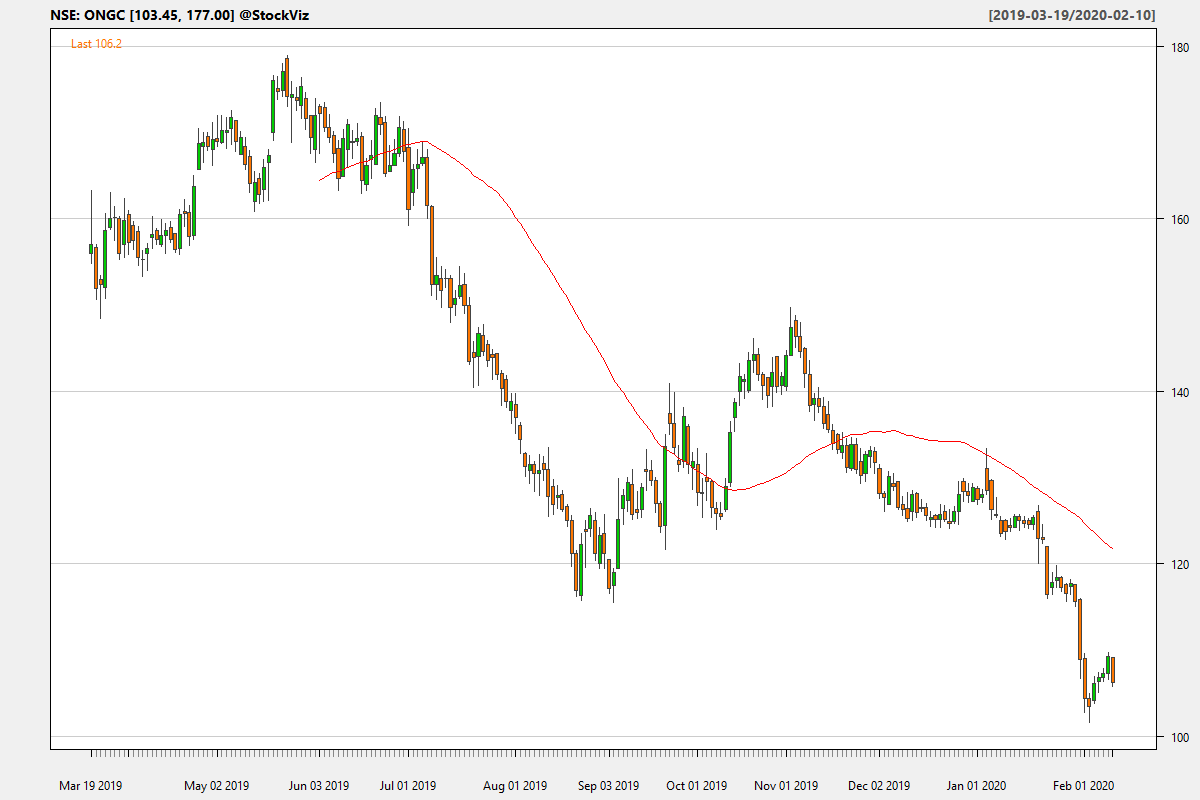 NSE: ONGC [103.45, 177.00] @StockViz
[2019-03-19/2020-02-10]
Last 106.2
180
160
140
120
100
Mar 19 2019
May 02 2019
Jun 03 2019
Jul 01 2019
Aug 01 2019
Sep 03 2019
Oct 01 2019
Nov 01 2019
Dec 02 2019
Jan 01 2020
Feb 01 2020